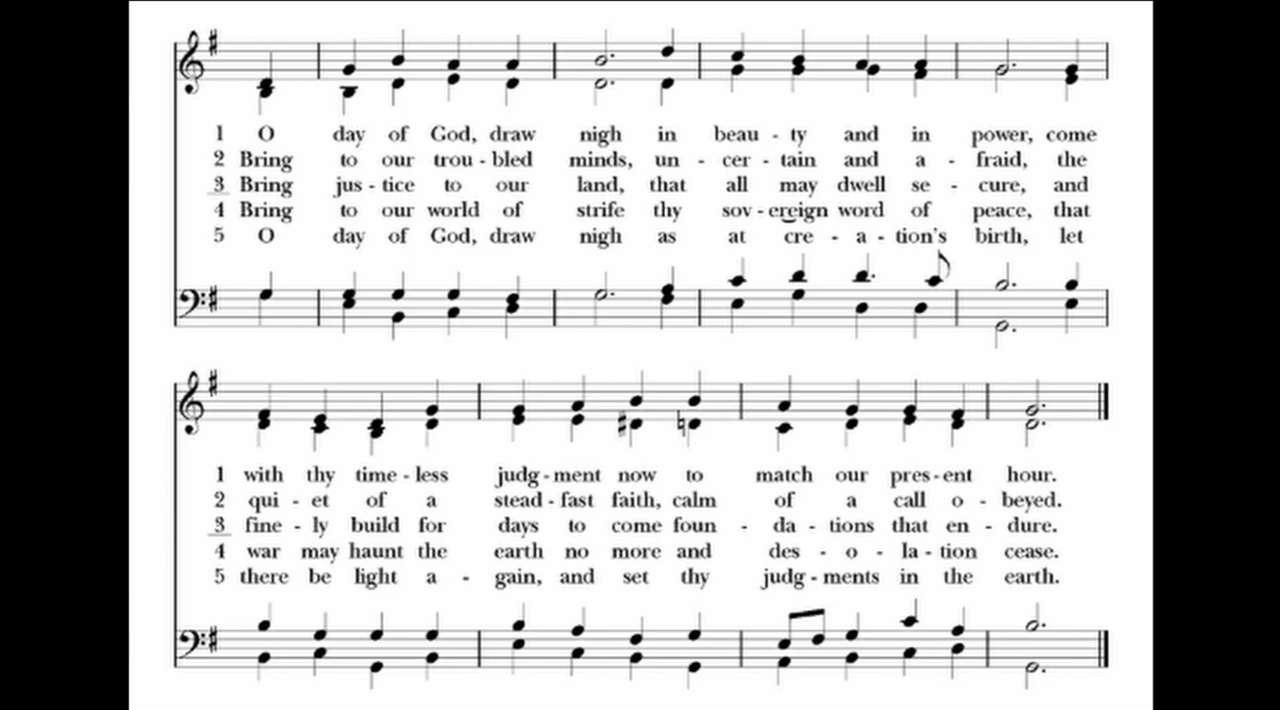 1 O day of God, draw nigh in beau - ty and in power, come
2 Bring to our trou - bled minds, un - cer - tain and a - fraid, the
3 Bring jus - tice to our land, that all may dwell se - cure, and
4 Bring to our world of strife thy sov - ereign word of peace, that
5 O day of God, draw nigh as at cre - a - tion's birth, let
1 with thy time - less judg - ment now to match our pres - ent hour.
2 qui - et of a stead - fast faith, calm of a call o - beyed.
3 fine - ly build for days to come foun - da - tions that en - dure.
4 war may haunt the earth no more and des - o - la - tion cease.
5 there be light a - gain, and set thy judg - ments in the earth.